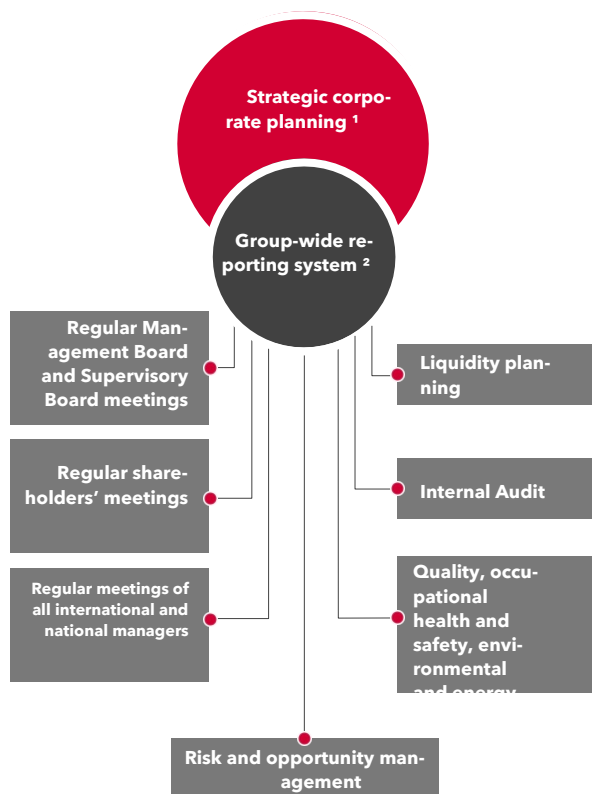 Strategic corpo-
rate planning ¹
Group-wide re-
porting system ²
Regular Man-
agement Board
and Supervisory
Board meetings
Liquidity plan-
ning
Regular share-
holders’ meetings
Internal Audit
Regular meetings of
all international and
national managers
Quality, occu-
pational
health and
safety, envi-
ronmental
and energy
Risk and opportunity man-
agement